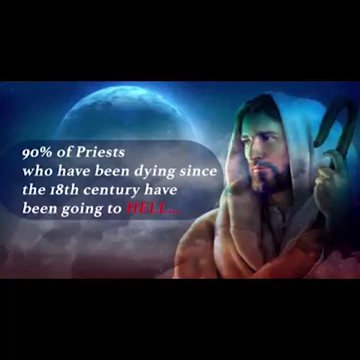 90% of Priests
who have been dying since
the 18th century have
been going to HELL...